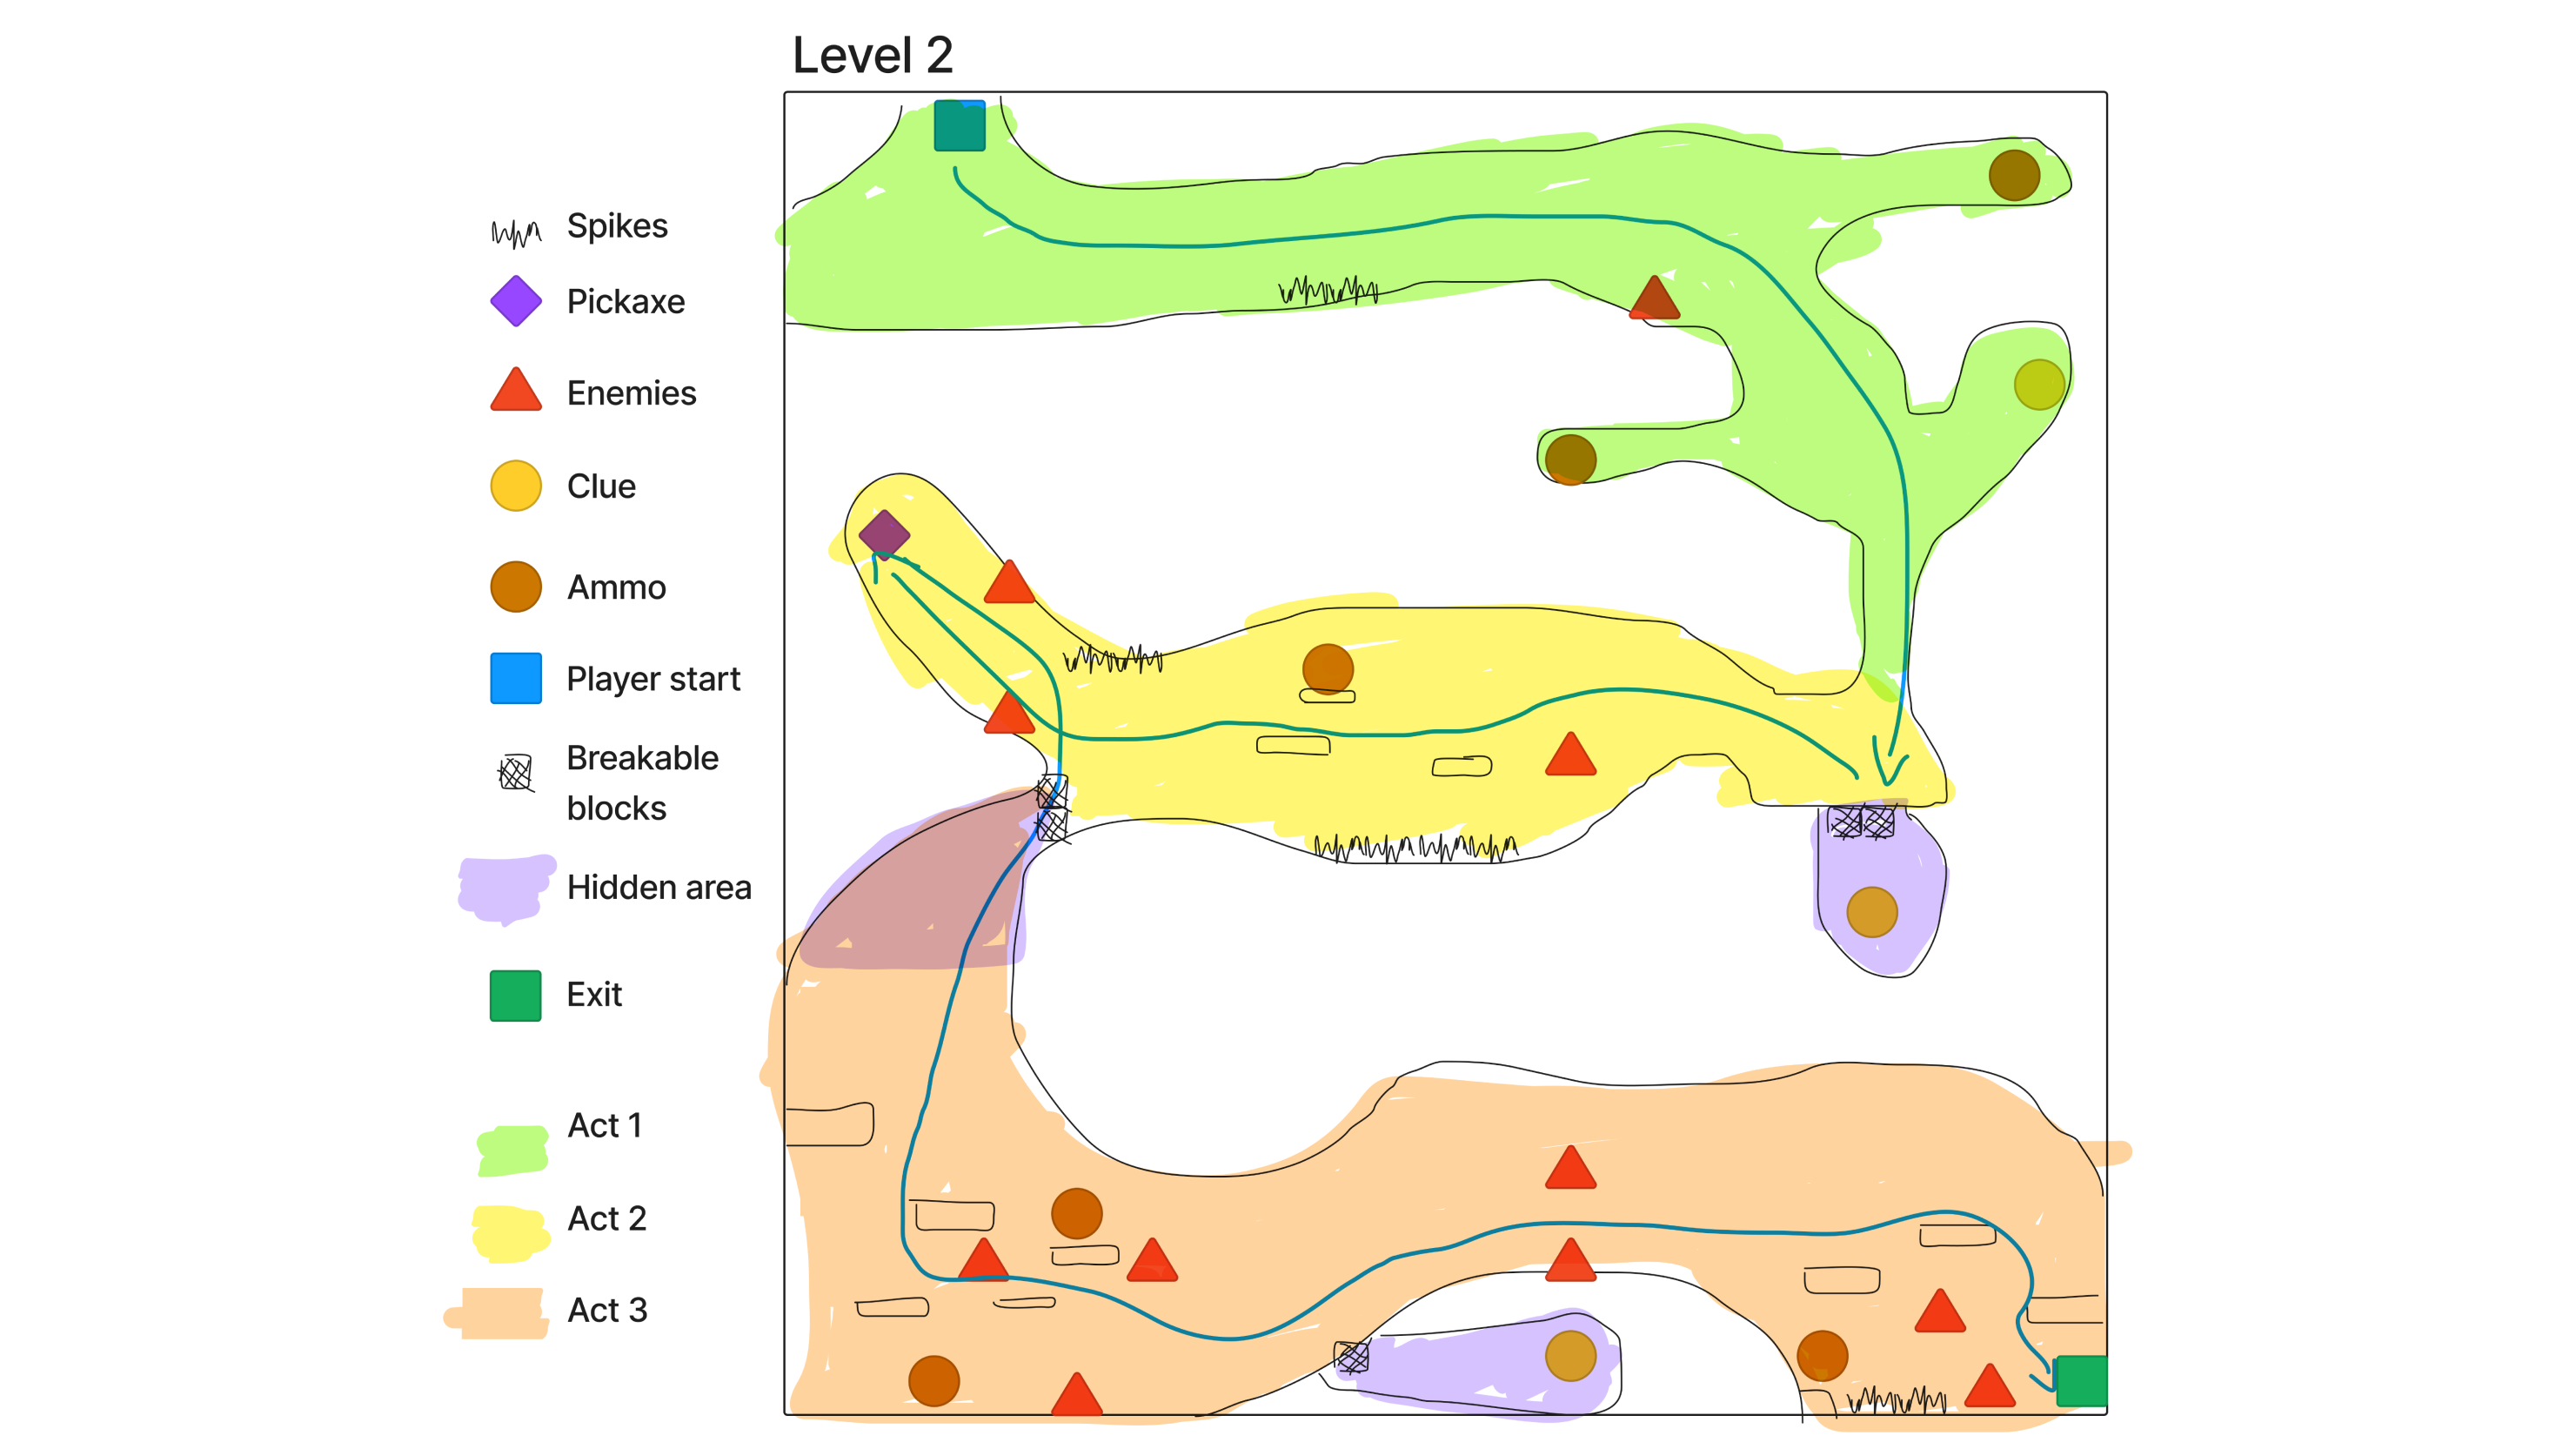 Level 2
Spikes
Pickaxe
Enemies
Clue
Ammo
Player start
Breakable
blocks
Hidden area
Exit
Act 1
Act 2
Act 3